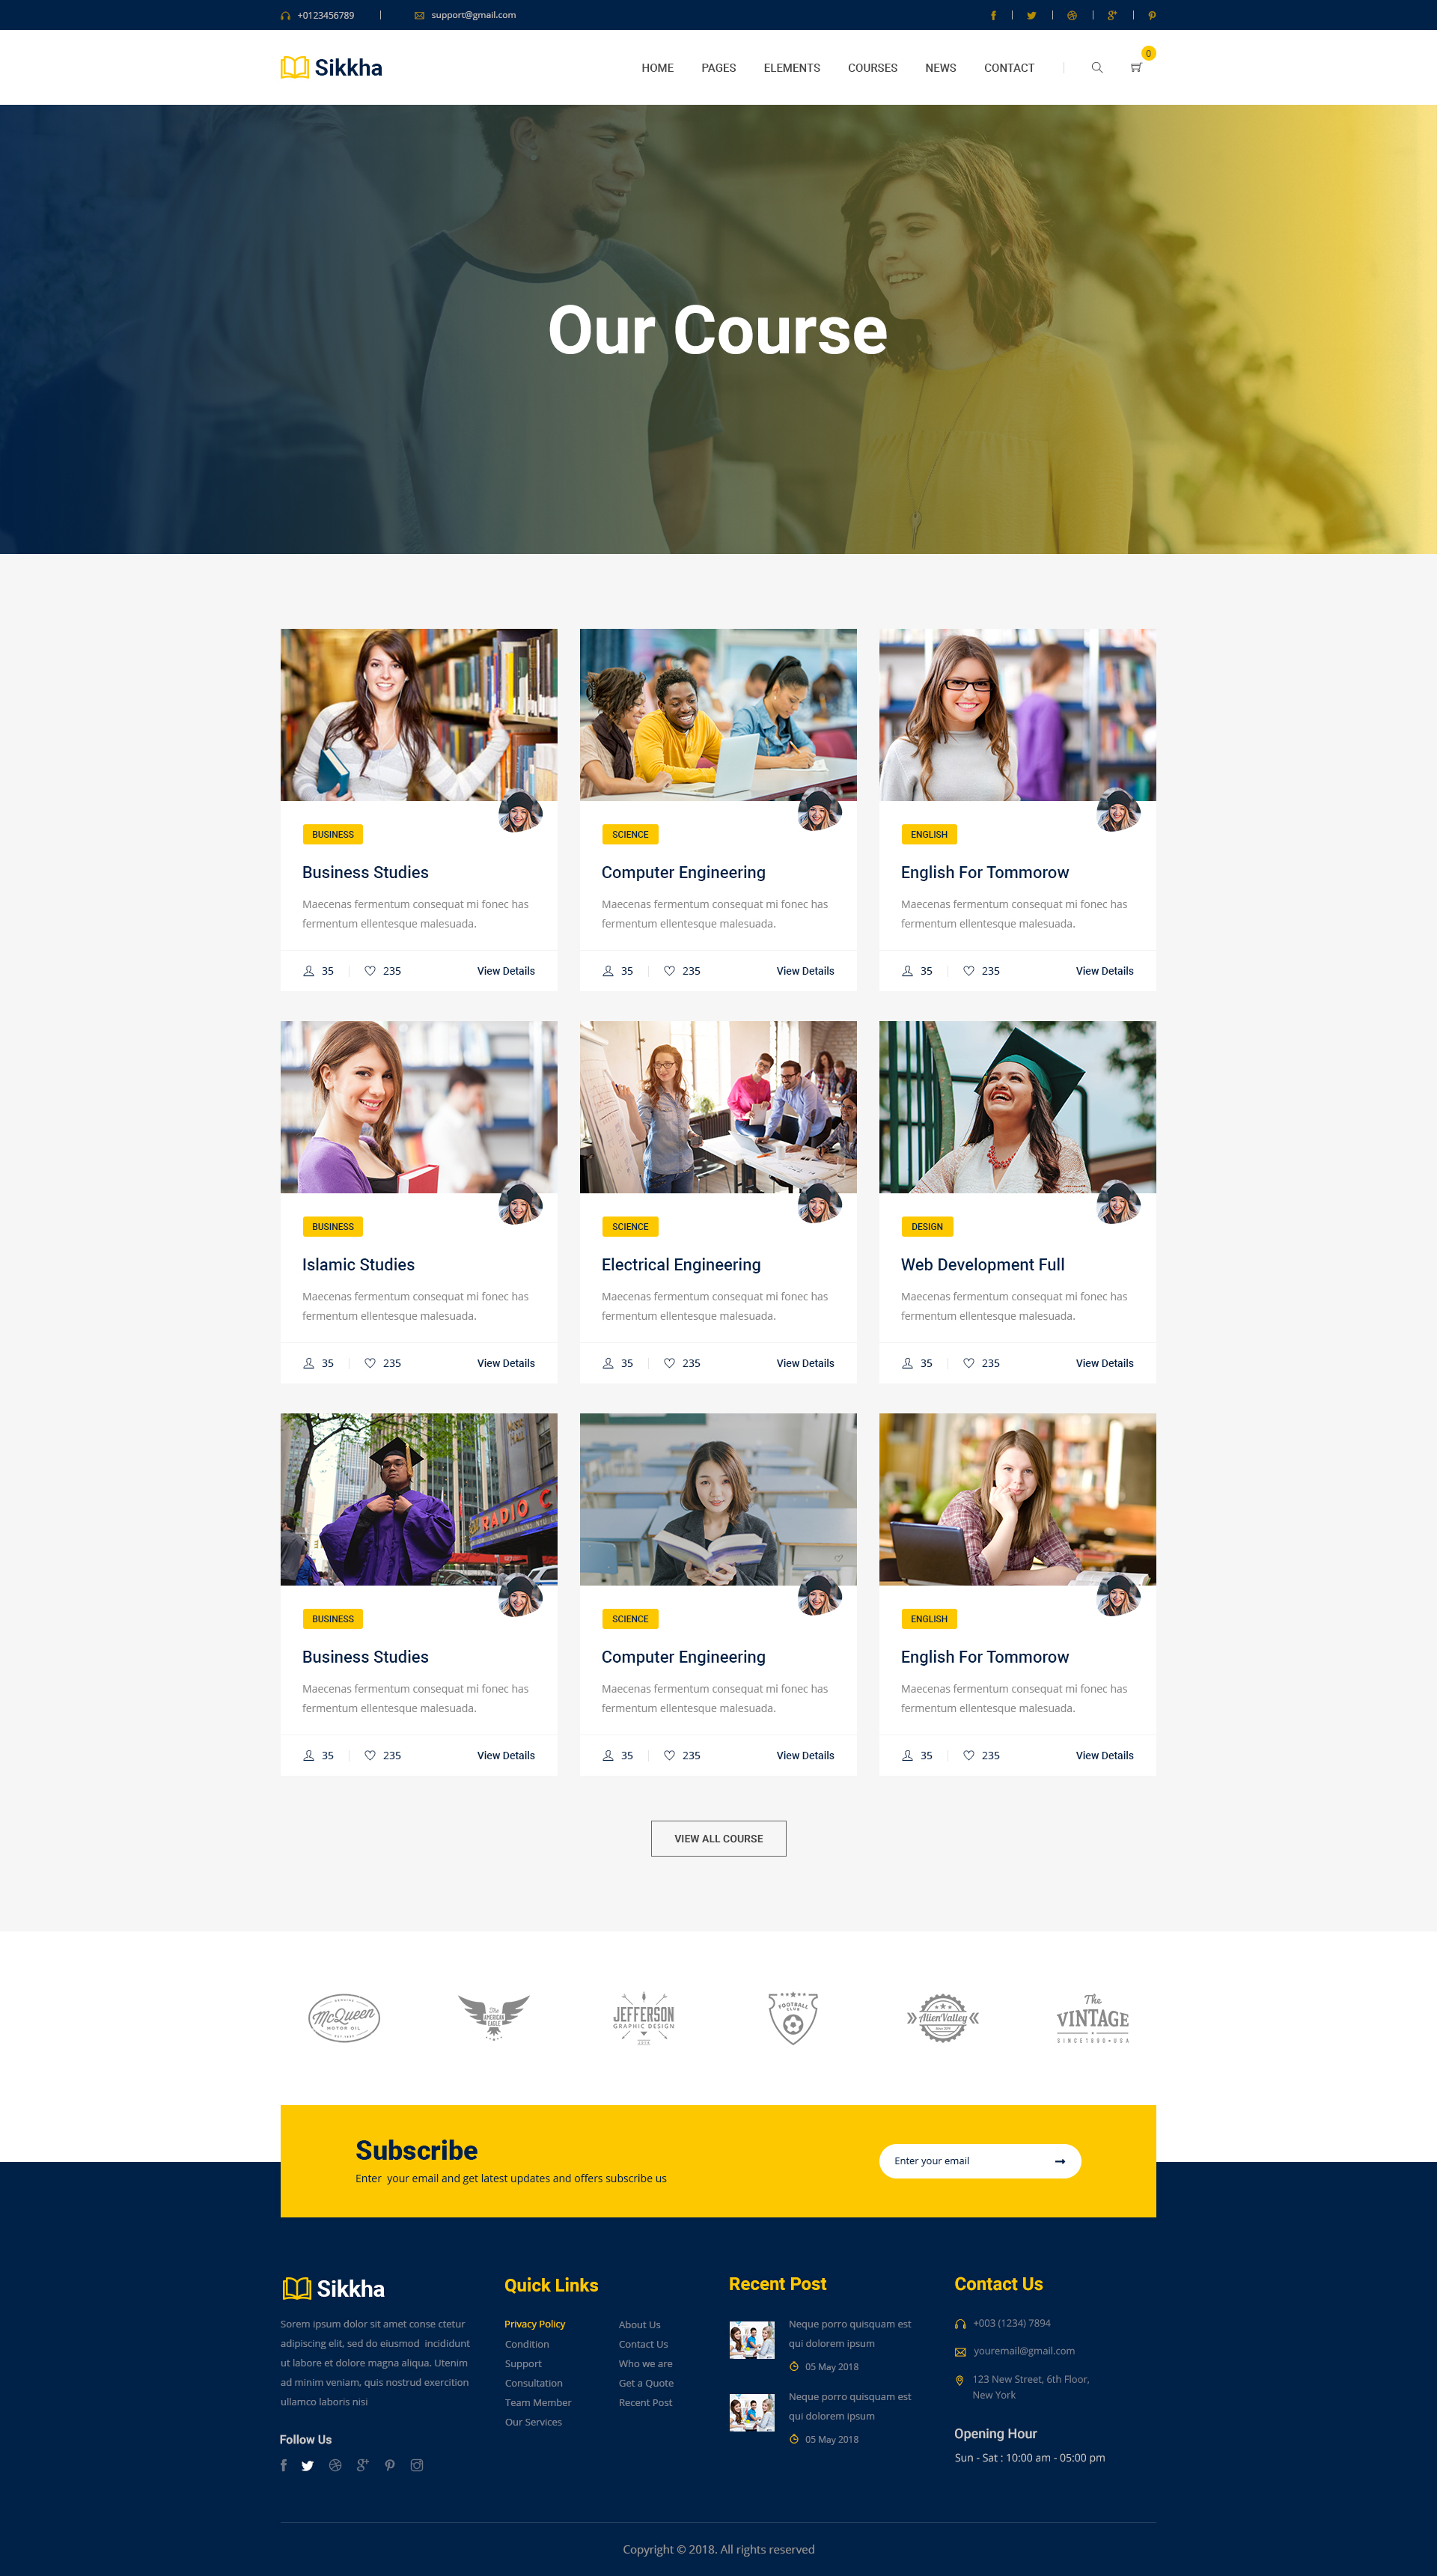 +0123456789
support@gmail.com
Sikkha
HOME PAGES ELEMENTS COURSES NEWS CONTACT
0
Our Course
BUSINESS
Business Studies
Maecenas fermentum consequat mi fonec has
fermentum ellentesque malesuada.
35 235 View Details
SCIENCE
Computer Engineering
Maecenas fermentum consequat mi fonec has
fermentum ellentesque malesuada.
35 235 View Details
ENGLISH
English For Tommorow
Maecenas fermentum consequat mi fonec has
fermentum ellentesque malesuada.
35 235 View Details
BUSINESS
Islamic Studies
Maecenas fermentum consequat mi fonec has
fermentum ellentesque malesuada.
35 235 View Details
SCIENCE
Electrical Engineering
Maecenas fermentum consequat mi fonec has
fermentum ellentesque malesuada.
35 235 View Details
DESIGN
Web Development Full
Maecenas fermentum consequat mi fonec has
fermentum ellentesque malesuada.
35 235 View Details
RADIO C
BUSINESS
Business Studies
Maecenas fermentum consequat mi fonec has
fermentum ellentesque malesuada.
35 235 View Details
SCIENCE
Computer Engineering
Maecenas fermentum consequat mi fonec has
fermentum ellentesque malesuada.
35 235 View Details
ENGLISH
English For Tommorow
Maecenas fermentum consequat mi fonec has
fermentum ellentesque malesuada.
35 235 View Details
VIEW ALL COURSE
GENUINE
McQueen
MOTOR OIL
The
AMERICAN
EAGLE
JEFFERSON
GRAPHIC DESIGN
FOOTBALL
CLUB
AlienValley
The
VINTAGE
SINCE1880•USA
Subscribe
Enter your email and get latest updates and offers subscribe us
Enter your email
Sikkha
Sorem ipsum dolor sit amet conse ctetur
adipiscing elit, sed do eiusmod incididunt
ut labore et dolore magna aliqua. Utenim
ad minim veniam, quis nostrud exercition
ullamco laboris nisi
Follow Us
Quick Links
Privacy Policy
Condition
Support
Consultation
Team Member
Our Services
About Us
Contact Us
Who we are
Get a Quote
Recent Post
Recent Post
Neque porro quisquam est
qui dolorem ipsum
05 May 2018
Neque porro quisquam est
qui dolorem ipsum
05 May 2018
Contact Us
+003 (1234) 7894
youremail@gmail.com
123 New Street, 6th Floor,
New York
Opening Hour
Sun - Sat : 10:00 am - 05:00 pm
Copyright © 2018. All rights reserved